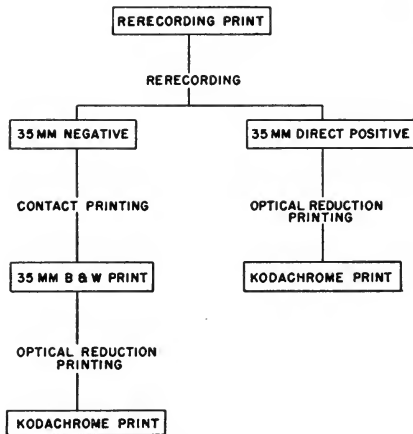 RERECORDING PRINT
RERECORDING
35 MM NEGATIVE
35 MM DIRECT POSITIVE
CONTACT PRINTING
OPTICAL REDUCTION
PRINTING
35 MM B & W PRINT
KODACHROME PRINT
OPTICAL REDUCTION
PRINTING
KODACHROME PRINT